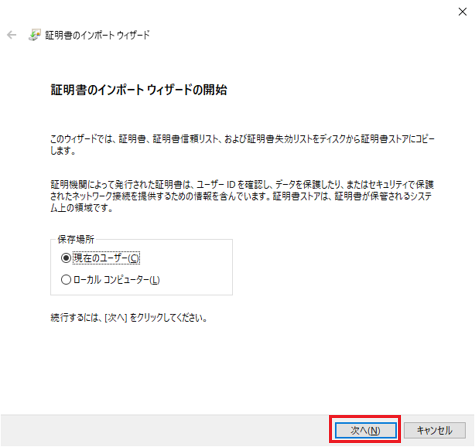 証明書のインポート ウィザード
証明書のインポート ウィザードの開始
このウィザードでは、証明書、証明書信頼リスト、および証明書失効リストをディスクから証明書ストアにコピー
します。
証明機関によって発行された証明書は、ユーザー ID を確認し、データを保護したり、またはセキュリティで保護
されたネットワーク接続を提供するための情報を含んでいます。証明書ストアは、証明書が保管されるシステ
ム上の領域です。
保存場所
現在のユーザー(C)
ローカル コンピューター(L)
続行するには、[次へ] をクリックしてください。
次へ(N)
キャンセル